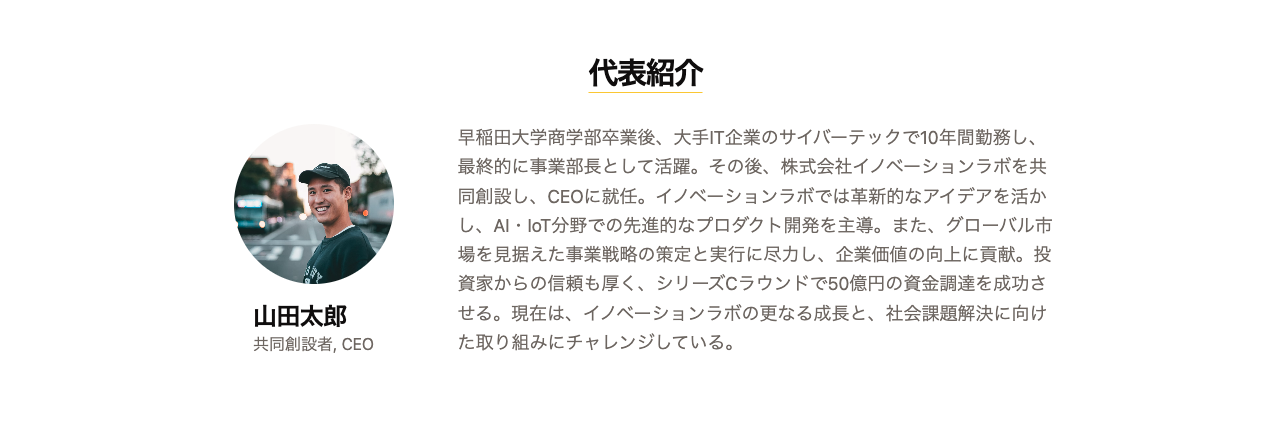 代表紹介
早稲田大学商学部卒業後、大手IT企業のサイバーテックで10年間勤務し、
最終的に事業部長として活躍。その後、株式会社イノベーションラボを共
同創設し、CEOに就任。イノベーションラボでは革新的なアイデアを活か
し、AI・IoT分野での先進的なプロダクト開発を主導。また、グローバル市
場を見据えた事業戦略の策定と実行に尽力し、企業価値の向上に貢献。投
資家からの信頼も厚く、シリーズCラウンドで50億円の資金調達を成功さ
せる。現在は、イノベーションラボの更なる成長と、社会課題解決に向け
た取り組みにチャレンジしている。
山田太郎
共同創設者, CEO